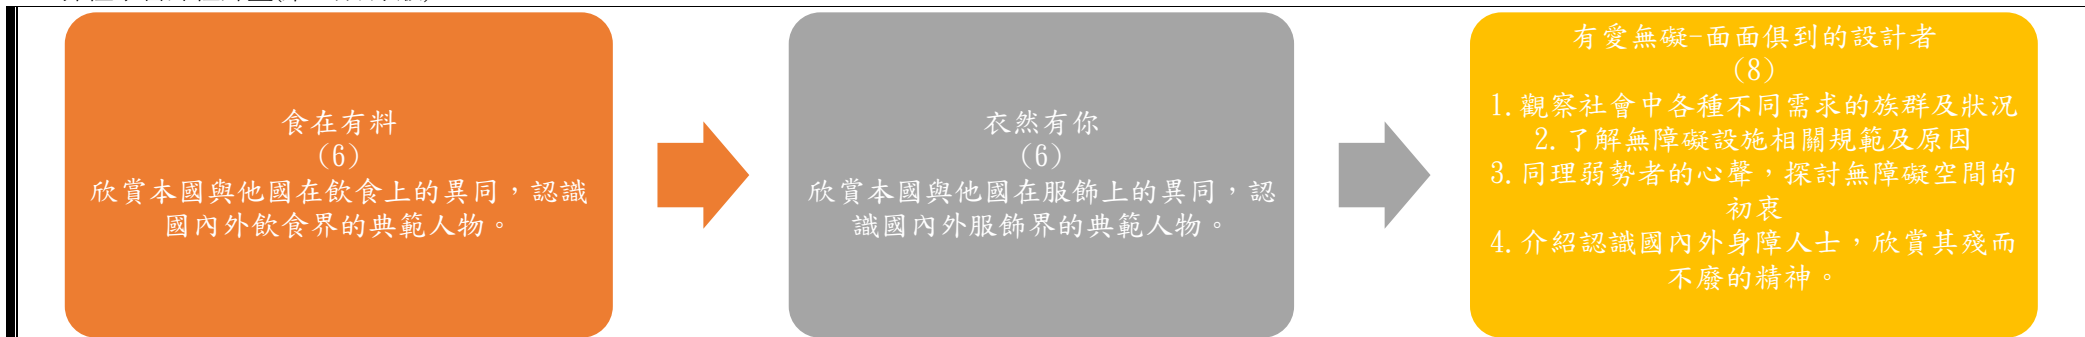 食在有料
(6)
欣賞本國與他國在飲食上的異同，認識
國內外飲食界的典範人物。
衣然有你
(6)
欣賞本國與他國在服飾上的異同，認
識國內外服飾界的典範人物。
有愛無礙-面面俱到的設計者
(8)
1.觀察社會中各種不同需求的族群及狀況
2.了解無障礙設施相關規範及原因
3.同理弱勢者的心聲，探討無障礙空間的
初衷
4.介紹認識國內外身障人士，欣賞其殘而
不廢的精神。